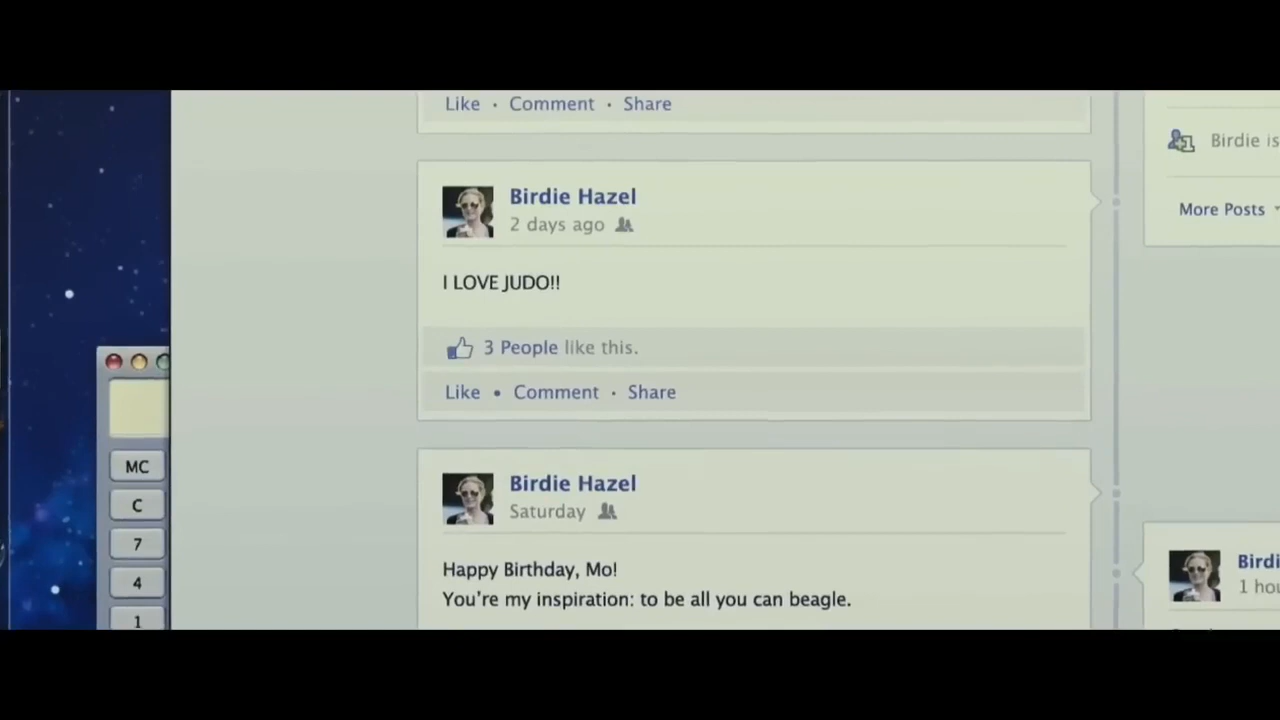 Like · Comment · Share
Birdie is
More Posts
Birdie Hazel
2 days ago
I LOVE JUDO!!
3 People like this.
Like • Comment · Share
Birdie Hazel
Saturday
Happy Birthday, Mo!
You're my inspiration: to be all you can beagle.
Birdi
1 hou
MC
C
7
4
1